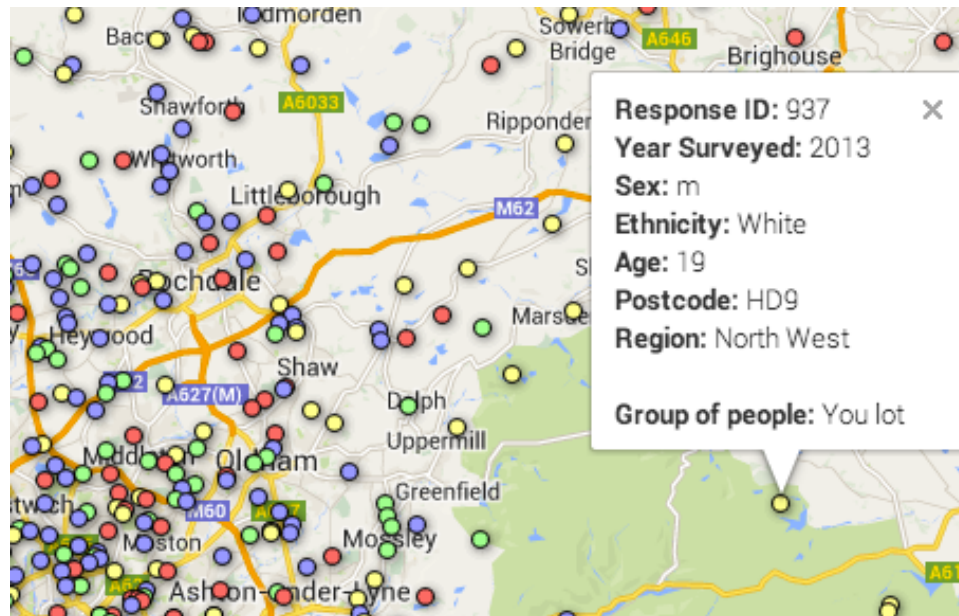 Todmorden
Bacup
Sowerby
Bridge
A646
Brighouse
A6033
Shawforth
Ripponden
Whitworth
Littleborough
M62
Rochdale
Marsden
Heywood
Shaw
A627(M)
Delph
Uppermill
Middleton
Oldham
Greenfield
M60
Moston
Mossley
Ashton-under-Lyne
A61
Response ID: 937
Year Surveyed: 2013
Sex: m
Ethnicity: White
Age: 19
Postcode: HD9
Region: North West
Group of people: You lot